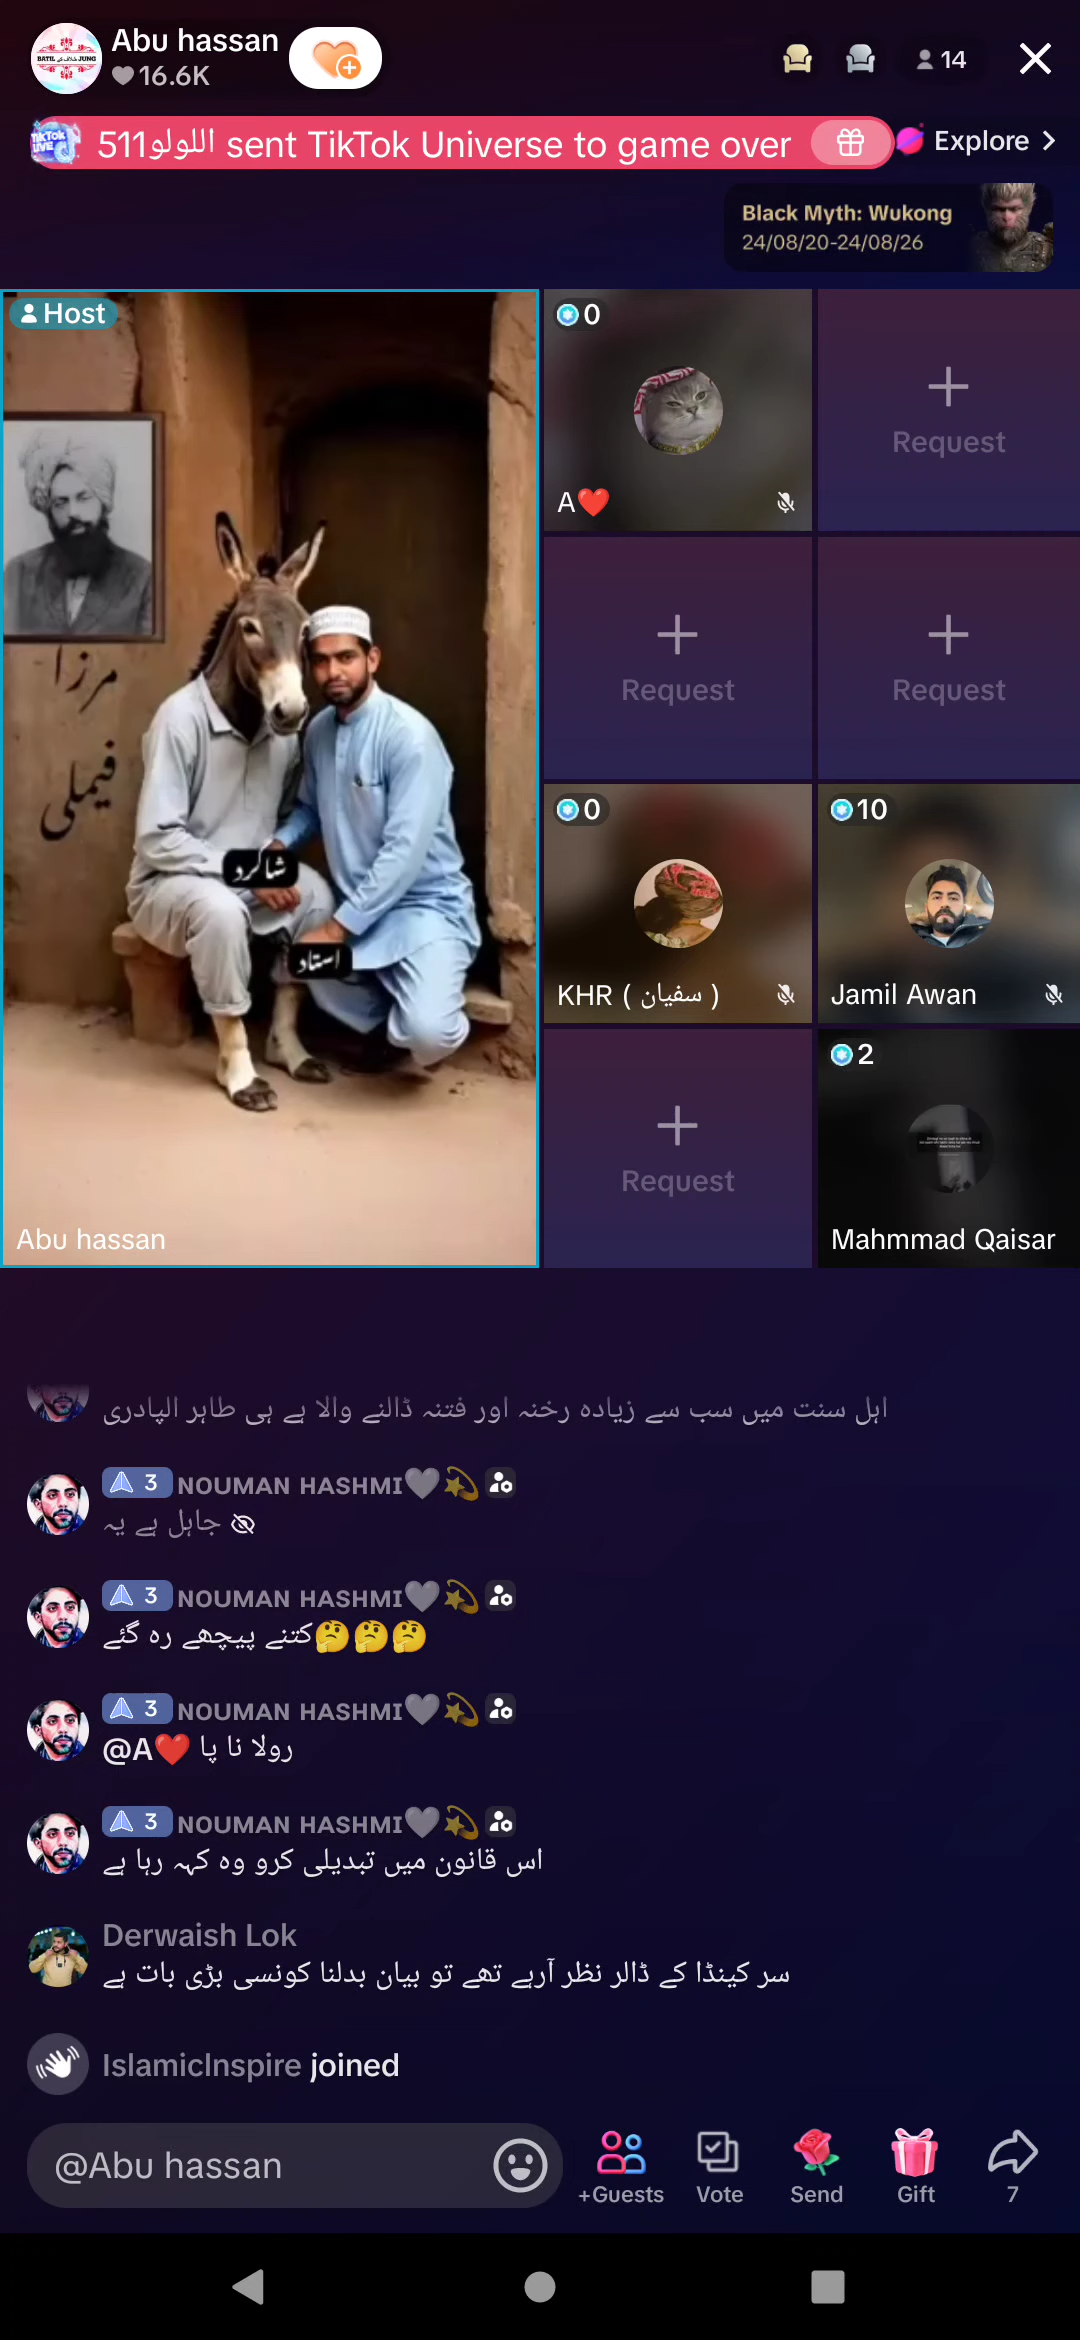 Abu hassan
16.6K
14
511اللولو sent TikTok Universe to game over
Explore
Black Myth: Wukong
24/08/20-24/08/26
Host
0
A❤️
Request
Request
Request
مرزا
فیملی
شاگرد
استاد
Abu hassan
0
KHR ( سفیان )
10
Jamil Awan
Request
2
Mahmmad Qaisar
اہل سنت میں سب سے زیادہ رخنہ اور فتنہ ڈالنے والا ہے ہی طاہر الپادری
3 NOUMAN HASHMI🩶💫
جاہل ہے یہ
3 NOUMAN HASHMI🩶💫
کتنے پیچھے رہ گئے🤔🤔🤔
3 NOUMAN HASHMI🩶💫
@A❤️ رولا نا پا
3 NOUMAN HASHMI🩶💫
اس قانون میں تبدیلی کرو وہ کہہ رہا ہے
Derwaish Lok
سر کینڈا کے ڈالر نظر آرہے تھے تو بیان بدلنا کونسی بڑی بات ہے
IslamicInspire joined
@Abu hassan
+Guests
Vote
Send
Gift
7